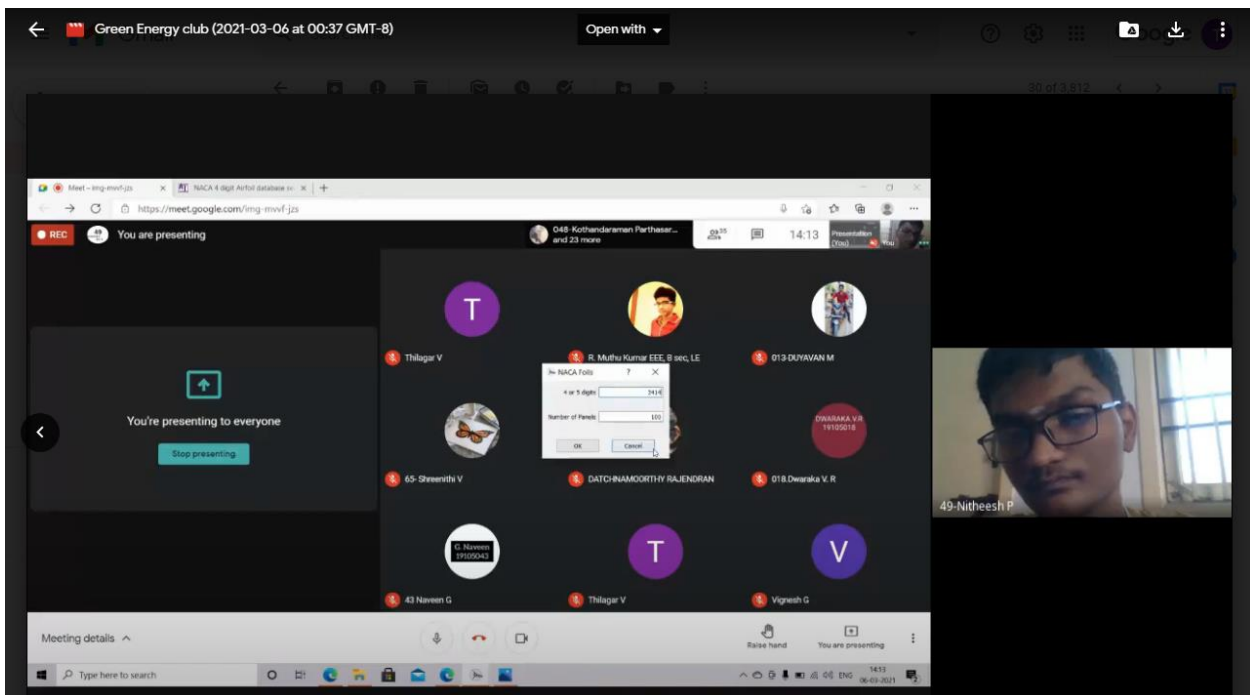 Green Energy club (2021-03-06 at 00:37 GMT-8)
Open with
30 of 3,812
Meet – img-mvvf-jzs
NACA 4 digit Airfoil database
https://meet.google.com/img-mvvf-jzs
REC
You are presenting
048-Kothandaraman Parthasar...
and 23 more
35
14:13
Presentation
(You)
You
T
Thilagar V
R. Muthu Kumar EEE, B sec, LE
013-DUYAVAN M
NACA Foils
? X
4 or 5 digits
2414
Number of Panels
100
OK
Cancel
You're presenting to everyone
Stop presenting
DWARAKA V.R
19105018
65- Shreenithi V
DATCHNAMOORTHY RAJENDRAN
018.Dwaraka V. R
49-Nitheesh P
G. Naveen
19105043
T
V
43 Naveen G
Thilagar V
Vignesh G
Meeting details
Raise hand
You are presenting
Type here to search
ENG
14:13
06-03-2021